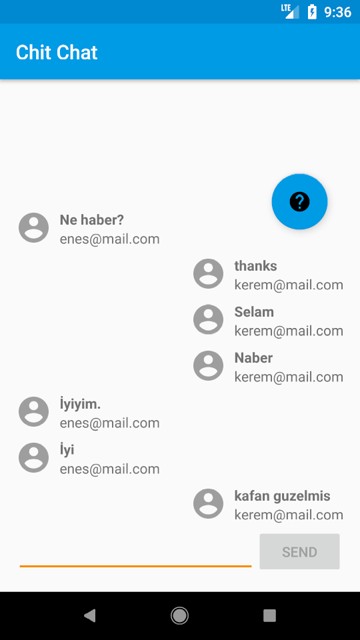 LTE 9:36
Chit Chat
?
Ne haber?
enes@mail.com
thanks
kerem@mail.com
Selam
kerem@mail.com
Naber
kerem@mail.com
İyiyim.
enes@mail.com
İyi
enes@mail.com
kafan guzelmis
kerem@mail.com
SEND